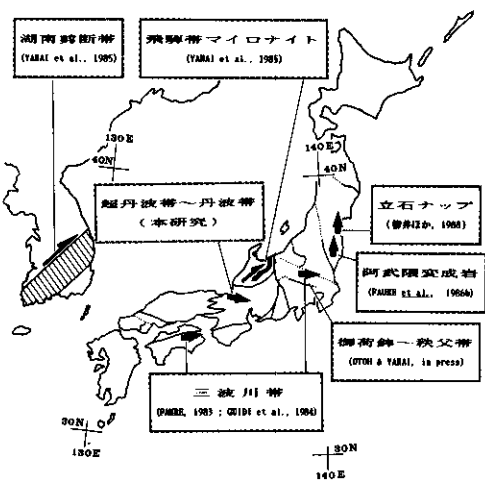 湖南剪断帯
(YANAI et al., 1985)
飛騨帯マイロナイト
(YANAI et al., 1985)
130E
40N
140E
40N
超丹波帯〜丹波帯
(本研究)
立石ナップ
(柳井ほか, 1988)
阿武隈変成岩
(FAURE et al., 1986b)
御荷鉾〜秩父帯
(OTOH & YANAI, in press)
三波川帯
(FAURE, 1983 ; GUIDI et al., 1984)
30N
130E
30N
140E